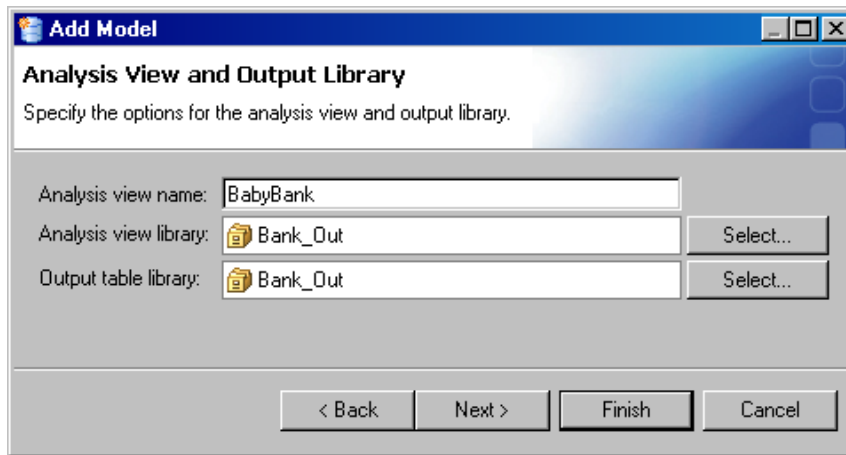 Add Model
Analysis View and Output Library
Specify the options for the analysis view and output library.
Analysis view name: BabyBank
Analysis view library: Bank_Out Select...
Output table library: Bank_Out Select...
< Back Next > Finish Cancel